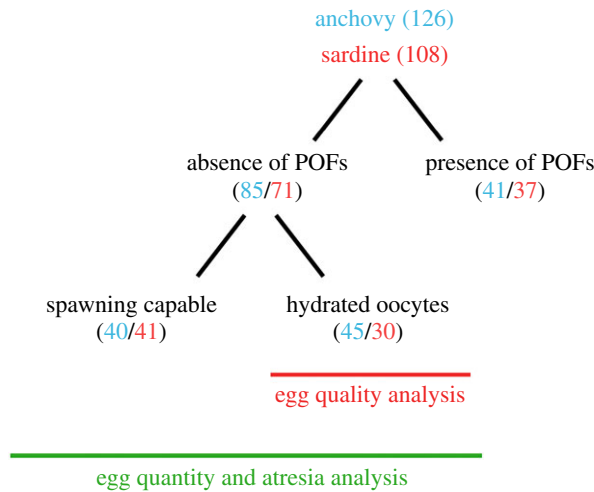 anchovy (126)
sardine (108)
absence of POFs
(85/71)
presence of POFs
(41/37)
spawning capable
(40/41)
hydrated oocytes
(45/30)
egg quality analysis
egg quantity and atresia analysis